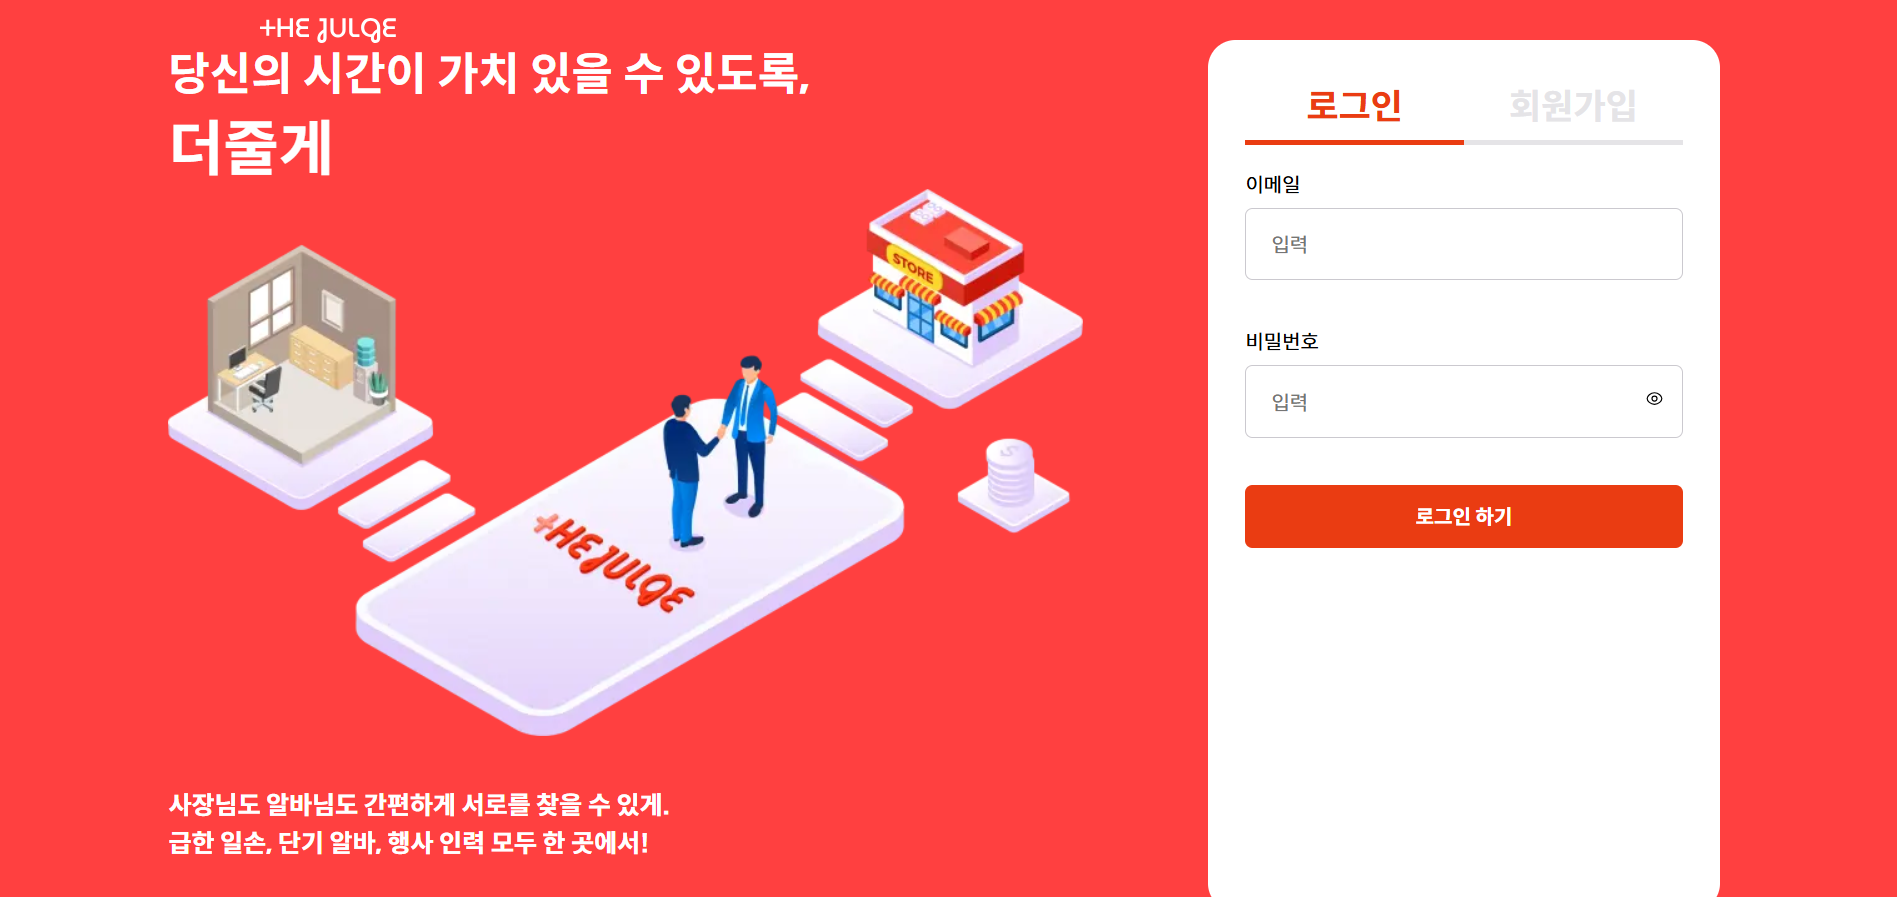 +HE JULGE
당신의 시간이 가치 있을 수 있도록,
더줄게
STORE
+HE JULGE
사장님도 알바님도 간편하게 서로를 찾을 수 있게.
급한 일손, 단기 알바, 행사 인력 모두 한 곳에서!
로그인 회원가입
이메일
입력
비밀번호
입력
로그인 하기